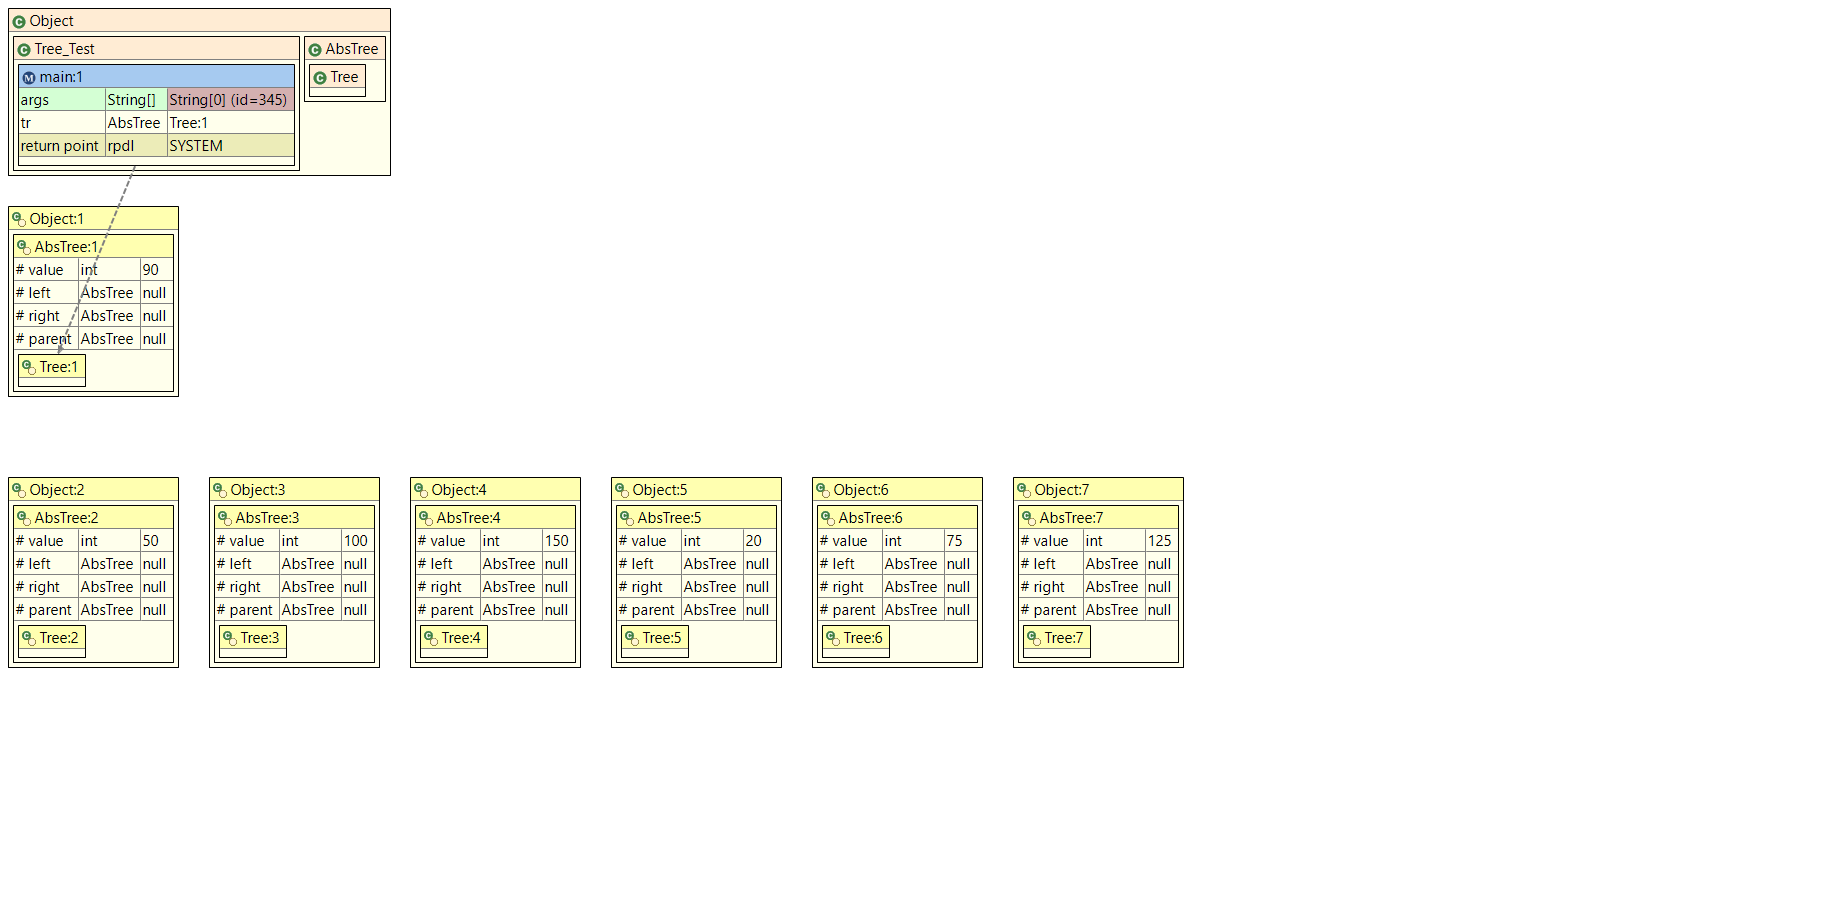 Object
Tree_Test
AbsTree
main:1
Tree
args String[] String[0] (id=345)
tr AbsTree Tree:1
return point rpdl SYSTEM
Object:1
AbsTree:1
# value int 90
# left AbsTree null
# right AbsTree null
# parent AbsTree null
Tree:1
Object:2
AbsTree:2
# value int 50
# left AbsTree null
# right AbsTree null
# parent AbsTree null
Tree:2
Object:3
AbsTree:3
# value int 100
# left AbsTree null
# right AbsTree null
# parent AbsTree null
Tree:3
Object:4
AbsTree:4
# value int 150
# left AbsTree null
# right AbsTree null
# parent AbsTree null
Tree:4
Object:5
AbsTree:5
# value int 20
# left AbsTree null
# right AbsTree null
# parent AbsTree null
Tree:5
Object:6
AbsTree:6
# value int 75
# left AbsTree null
# right AbsTree null
# parent AbsTree null
Tree:6
Object:7
AbsTree:7
# value int 125
# left AbsTree null
# right AbsTree null
# parent AbsTree null
Tree:7